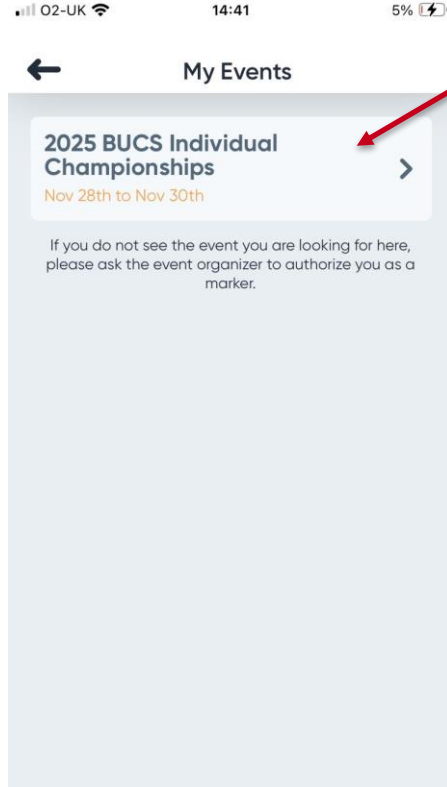 02-UK 14:41 5%
My Events
2025 BUCS Individual
Championships
Nov 28th to Nov 30th
If you do not see the event you are looking for here,
please ask the event organizer to authorize you as a
marker.